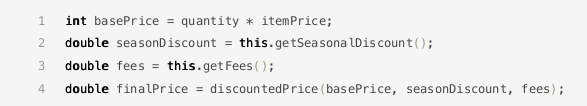 1 int basePrice = quantity * itemPrice;
2 double seasonDiscount = this.getSeasonalDiscount();
3 double fees = this.getFees();
4 double finalPrice = discountedPrice(basePrice, seasonDiscount, fees);